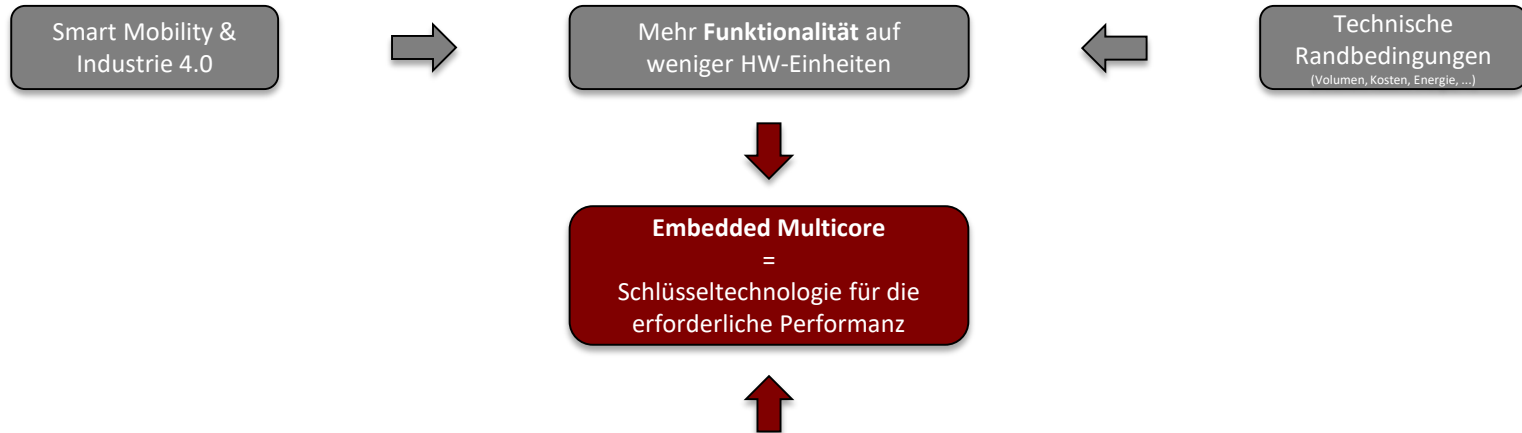 Smart Mobility &
Industrie 4.0
Mehr Funktionalität auf
weniger HW-Einheiten
Technische
Randbedingungen
(Volumen, Kosten, Energie, ...)
Embedded Multicore
=
Schlüsseltechnologie für die
erforderliche Performanz